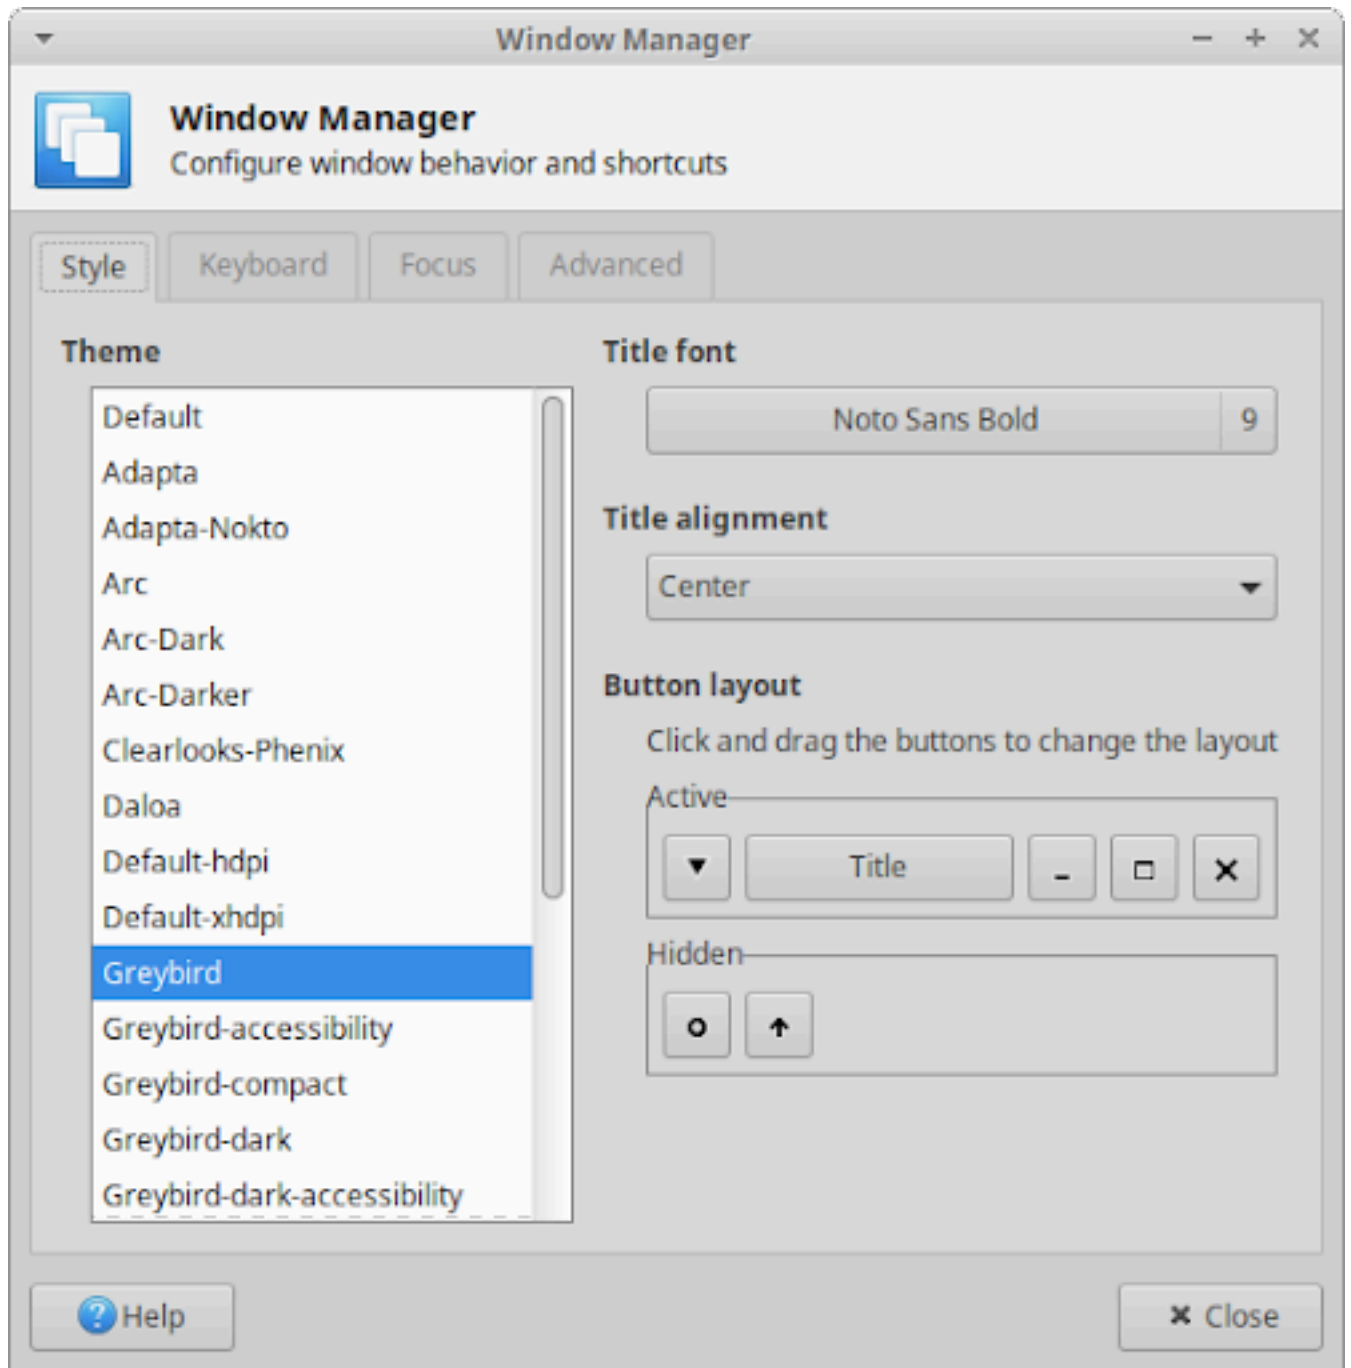 Window Manager
Window Manager
Configure window behavior and shortcuts
Style
Keyboard
Focus
Advanced
Theme
Default
Adapta
Adapta-Nokto
Arc
Arc-Dark
Arc-Darker
Clearlooks-Phenix
Daloa
Default-hdpi
Default-xhdpi
Greybird
Greybird-accessibility
Greybird-compact
Greybird-dark
Greybird-dark-accessibility
Title font
Noto Sans Bold 9
Title alignment
Center
Button layout
Click and drag the buttons to change the layout
Active
Title
Hidden
Help
Close